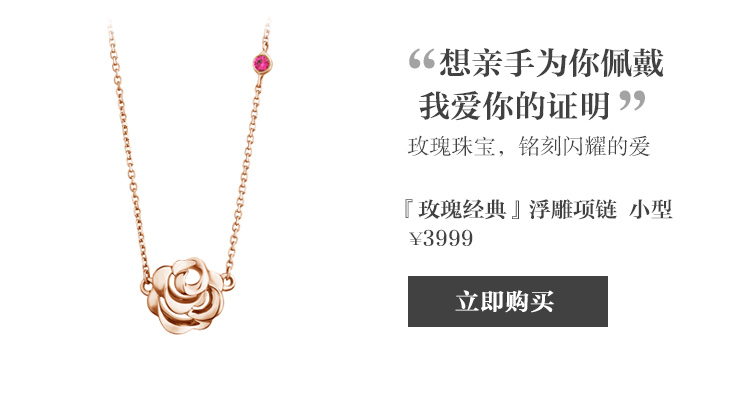 “想亲手为你佩戴
我爱你的证明”
玫瑰珠宝，铭刻闪耀的爱
『玫瑰经典』浮雕项链 小型
¥3999
立即购买